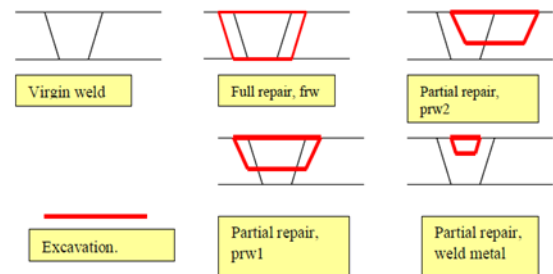 Virgin weld
Full repair, frw
Partial repair,
prw2
Excavation.
Partial repair,
prw1
Partial repair,
weld metal